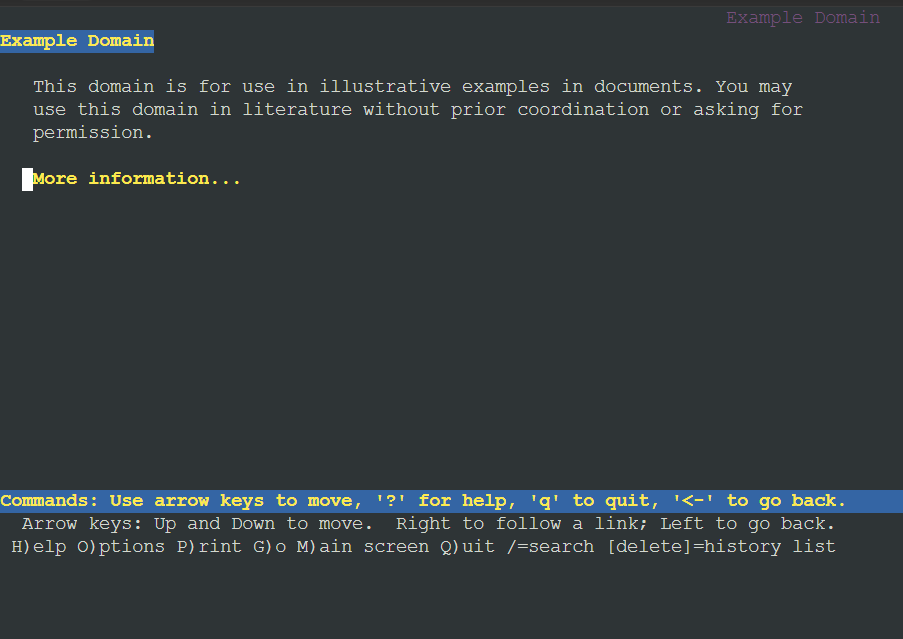 Example Domain
Example Domain
This domain is for use in illustrative examples in documents. You may
use this domain in literature without prior coordination or asking for
permission.
More information...
Commands: Use arrow keys to move, '?' for help, 'q' to quit, '<-' to go back.
Arrow keys: Up and Down to move.  Right to follow a link; Left to go back.
H)elp O)ptions P)rint G)o M)ain screen Q)uit /=search [delete]=history list